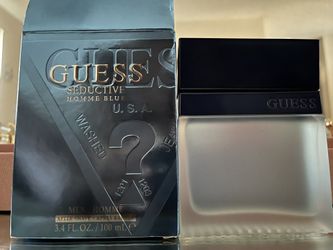 GUESS
GUESS
SEDUCTIVE
HOMME BLUE
U.S.A.
WASHED
?
MEN HOMME
3.4 FL.OZ. / 100 mL ℮
GUESS